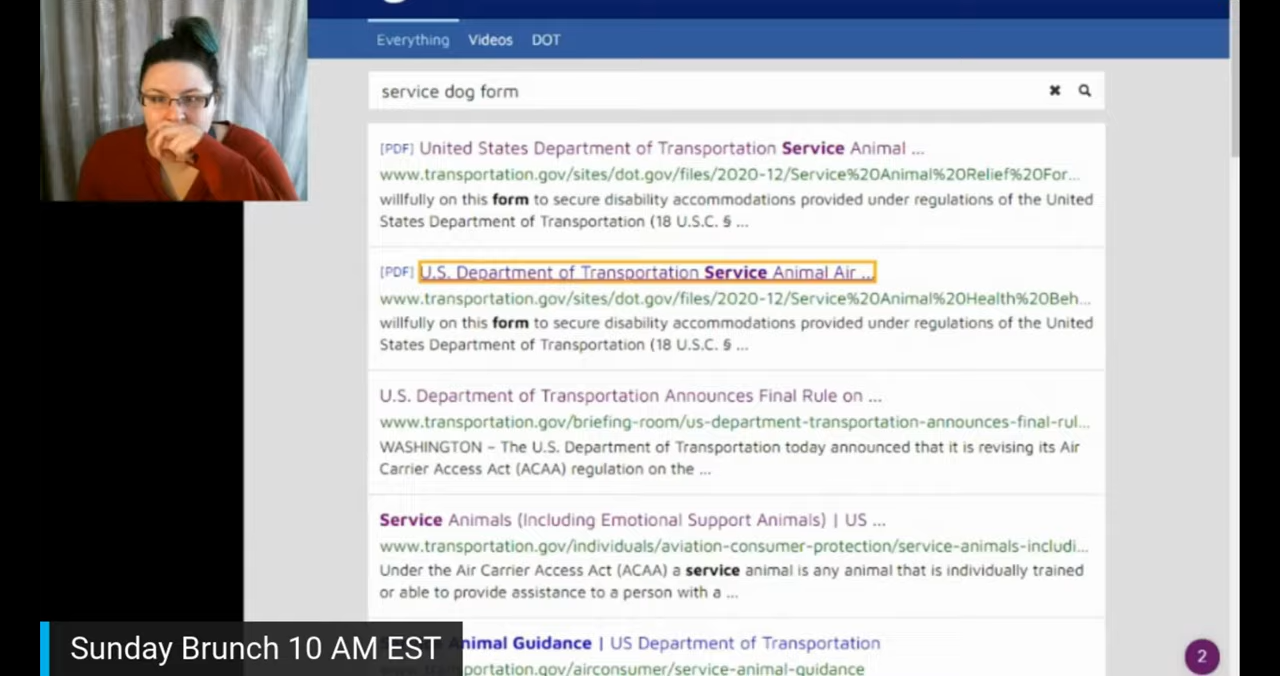 Everything Videos DOT
service dog form
[PDF] United States Department of Transportation Service Animal ...
www.transportation.gov/sites/dot.gov/files/2020-12/Service%20Animal%20Relief%20For...
willfully on this form to secure disability accommodations provided under regulations of the United
States Department of Transportation (18 U.S.C. § ...
[PDF] U.S. Department of Transportation Service Animal Air ...
www.transportation.gov/sites/dot.gov/files/2020-12/Service%20Animal%20Health%20Beh...
willfully on this form to secure disability accommodations provided under regulations of the United
States Department of Transportation (18 U.S.C. § ...
U.S. Department of Transportation Announces Final Rule on ...
www.transportation.gov/briefing-room/us-department-transportation-announces-final-rul...
WASHINGTON – The U.S. Department of Transportation today announced that it is revising its Air
Carrier Access Act (ACAA) regulation on the ...
Service Animals (Including Emotional Support Animals) | US ...
www.transportation.gov/individuals/aviation-consumer-protection/service-animals-includi...
Under the Air Carrier Access Act (ACAA) a service animal is any animal that is individually trained
or able to provide assistance to a person with a ...
Animal Guidance | US Department of Transportation
transportation.gov/airconsumer/service-animal-guidance
Sunday Brunch 10 AM EST
2